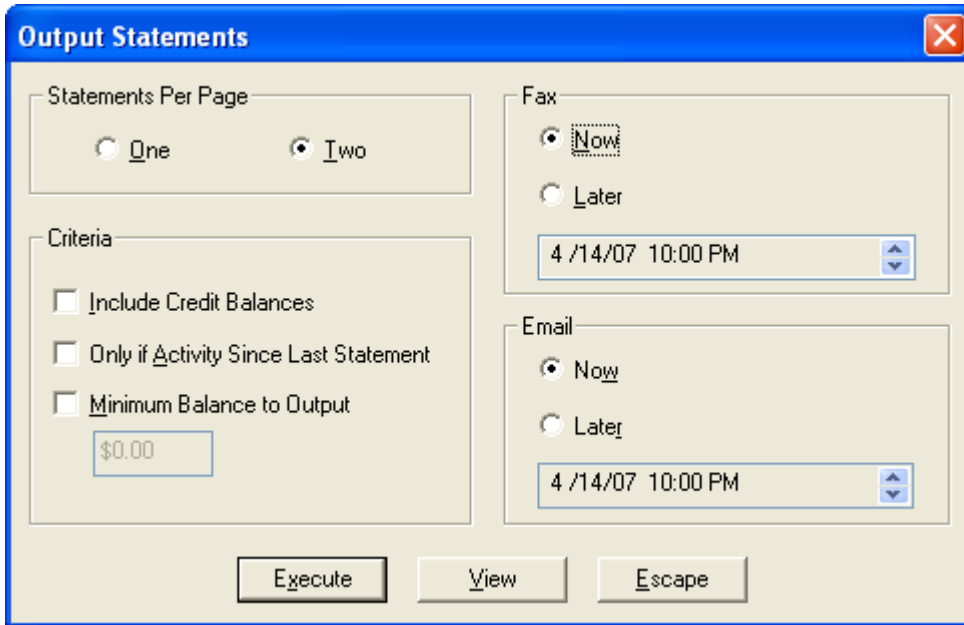 Output Statements
Statements Per Page
One Two
Criteria
Include Credit Balances
Only if Activity Since Last Statement
Minimum Balance to Output
$0.00
Fax
Now
Later
4 /14/07 10:00 PM
Email
Now
Later
4 /14/07 10:00 PM
Execute View Escape